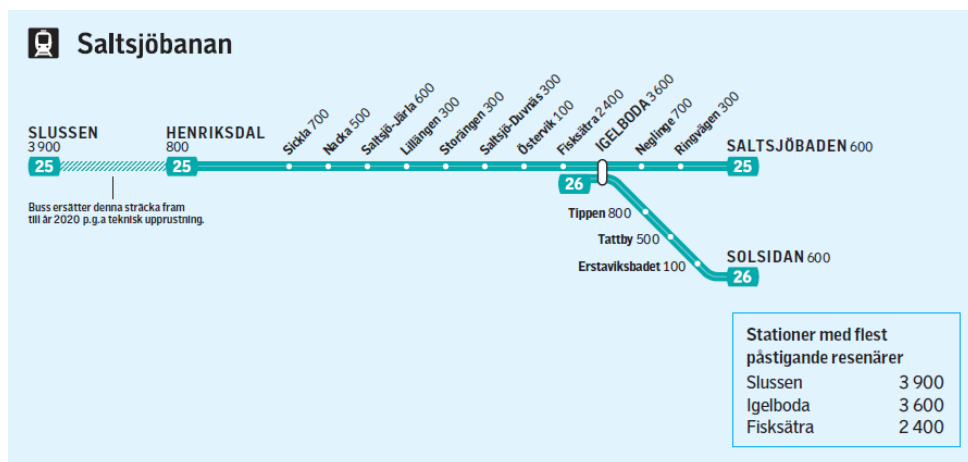 Saltsjöbanan
SLUSSEN
3 900
25
HENRIKSDAL
800
25
Sickla 700
Nacka 500
Saltsjö-Järla 600
Lillängen 300
Storängen 300
Saltsjö-Duvnäs 300
Östervik 100
Fisksätra 2 400
IGELBODA 3 600
Neglinge 700
Ringvägen 300
SALTSJÖBADEN 600
25
Buss ersätter denna sträcka fram
till år 2020 p.g.a teknisk upprustning.
26
Tippen 800
Tattby 500
Erstaviksbadet 100
SOLSIDAN 600
26
Stationer med flest
påstigande resenärer
Slussen 3 900
Igelboda 3 600
Fisksätra 2 400